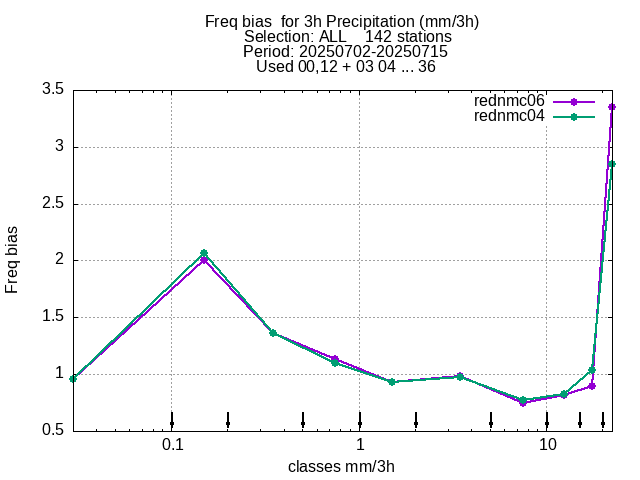 Freq bias  for 3h Precipitation (mm/3h)
Selection: ALL    142 stations
Period: 20250702-20250715
Used 00,12 + 03 04 ... 36
rednmc06
rednmc04
3.5
3
2.5
2
1.5
1
0.5
Freq bias
0.1
1
10
classes mm/3h